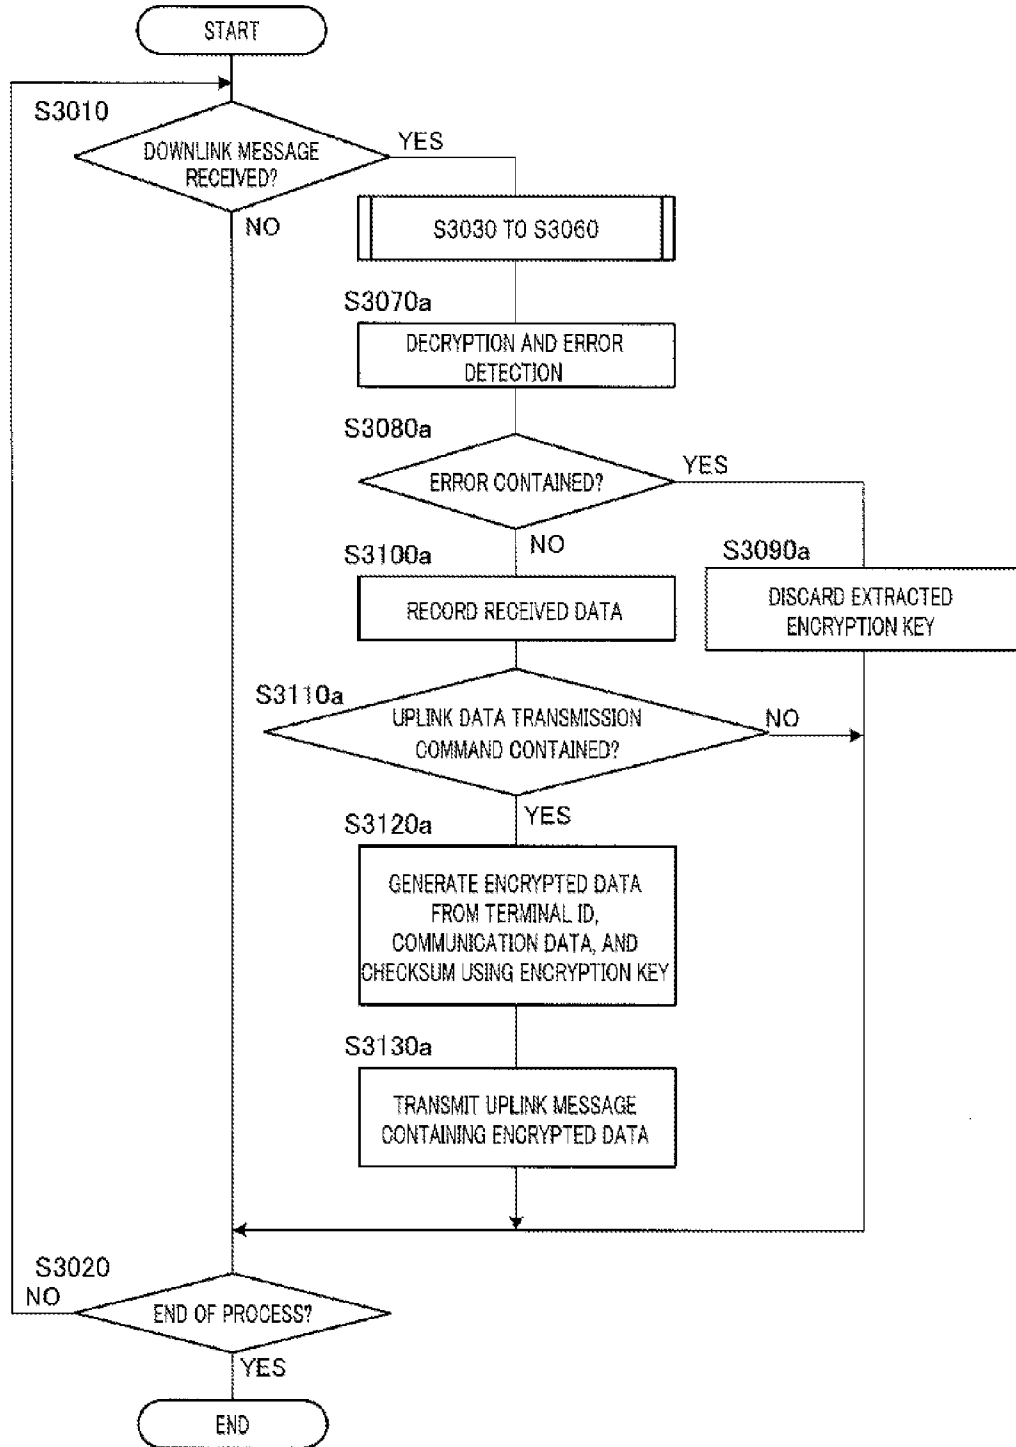 START
S3010
DOWNLINK MESSAGE
RECEIVED?
YES
NO
S3030 TO S3060
S3070a
DECRYPTION AND ERROR
DETECTION
S3080a
ERROR CONTAINED?
YES
NO
S3090a
DISCARD EXTRACTED
ENCRYPTION KEY
S3100a
RECORD RECEIVED DATA
S3110a
UPLINK DATA TRANSMISSION
COMMAND CONTAINED?
NO
YES
S3120a
GENERATE ENCRYPTED DATA
FROM TERMINAL ID,
COMMUNICATION DATA, AND
CHECKSUM USING ENCRYPTION KEY
S3130a
TRANSMIT UPLINK MESSAGE
CONTAINING ENCRYPTED DATA
S3020
NO
END OF PROCESS?
YES
END